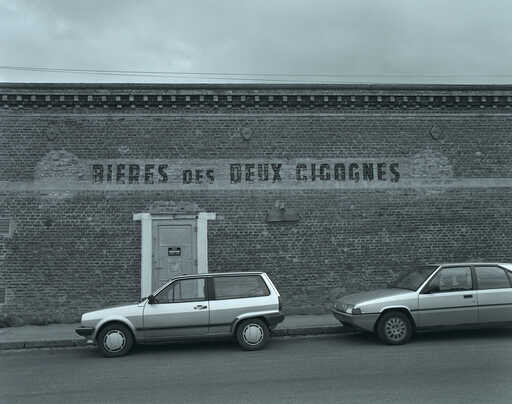 BIERES DES DEUX CIGOGNES